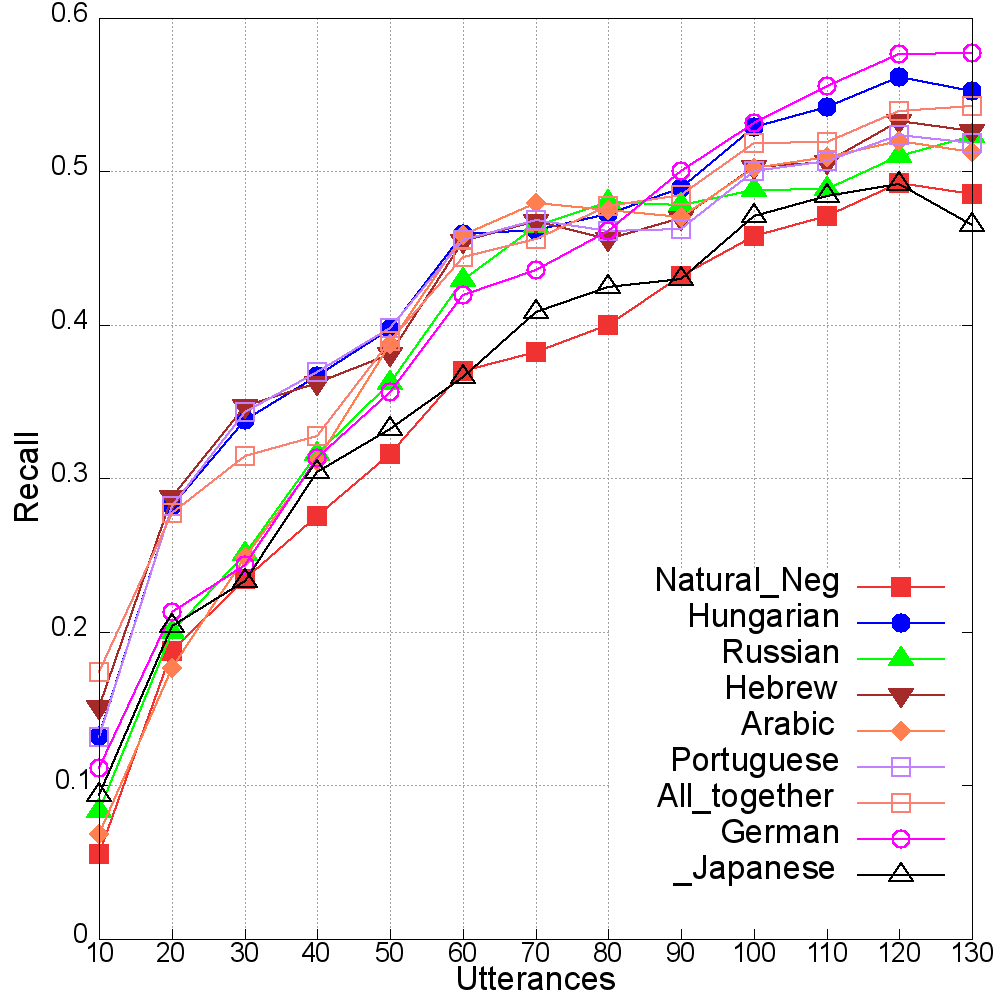 0.6
0.5
0.4
0.3
0.2
0.1
0
Recall
Natural_Neg
Hungarian
Russian
Hebrew
Arabic
Portuguese
All_together
German
_Japanese
10 20 30 40 50 60 70 80 90 100 110 120 130
Utterances